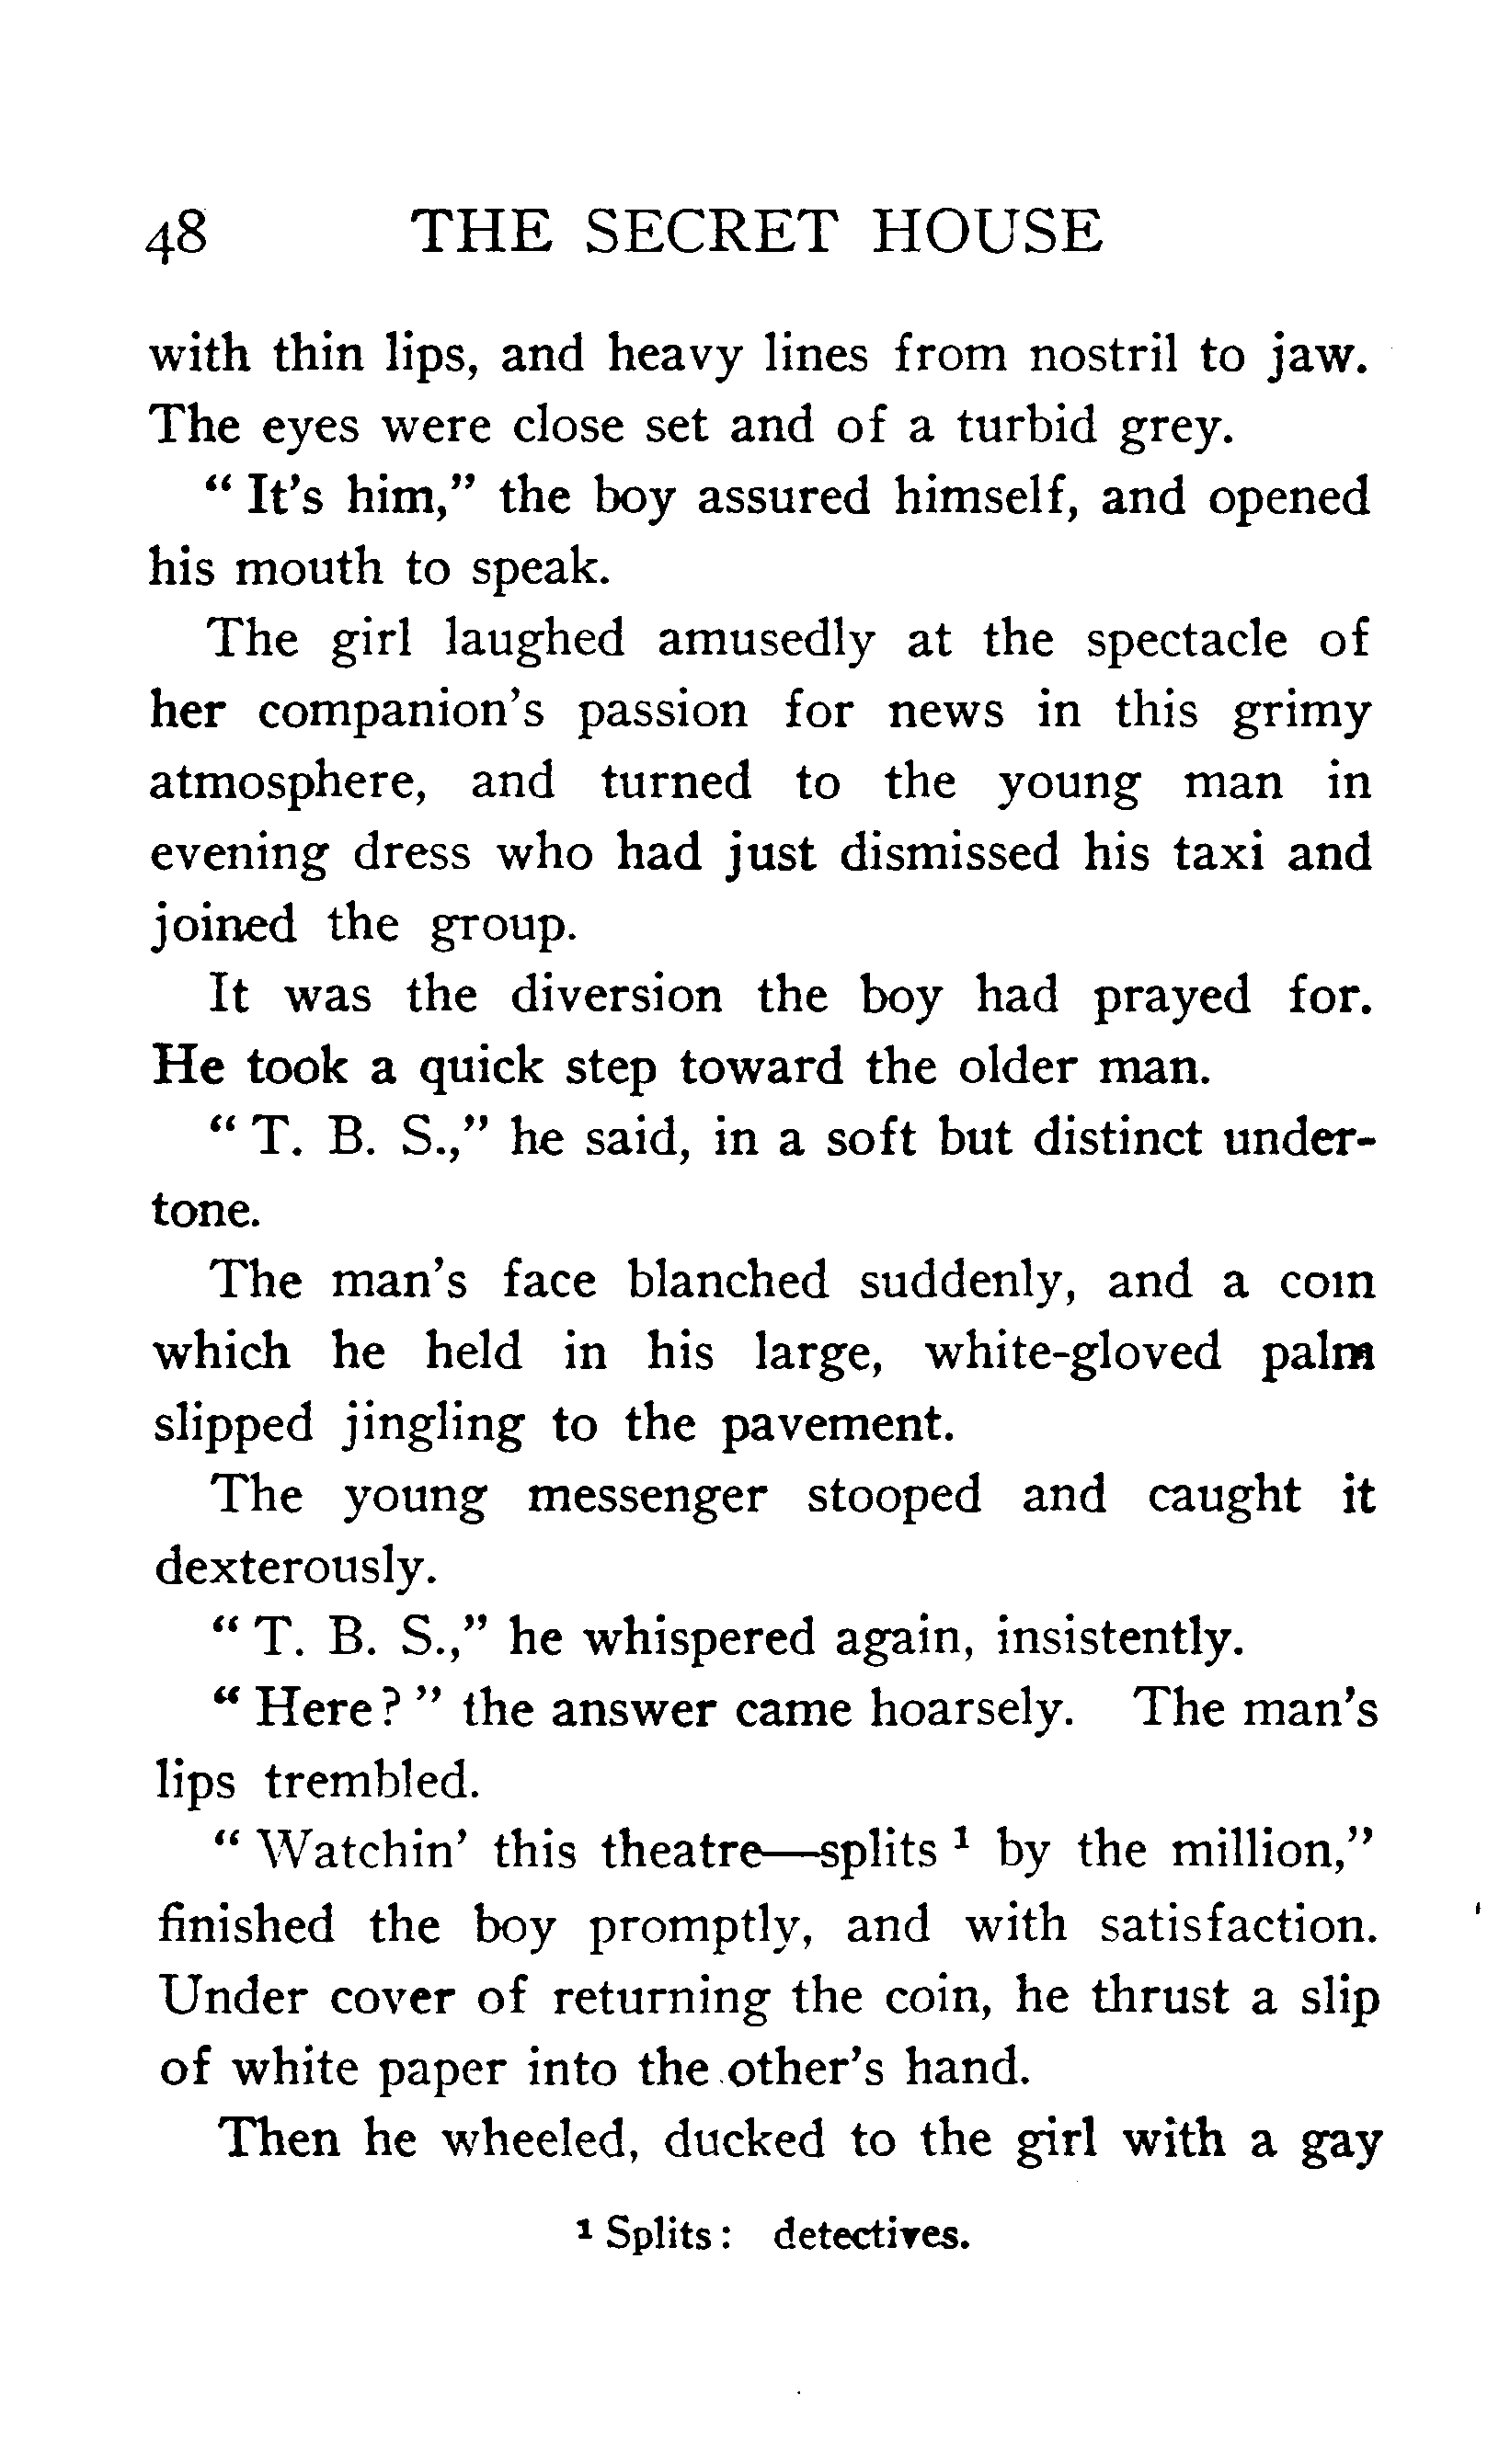 48 THE SECRET HOUSE
with thin lips, and heavy lines from nostril to jaw.
The eyes were close set and of a turbid grey.
“ It’s him,” the boy assured himself, and opened
his mouth to speak.
The girl laughed amusedly at the spectacle of
her companion’s passion for news in this grimy
atmosphere, and turned to the young man in
evening dress who had just dismissed his taxi and
joined the group.
It was the diversion the boy had prayed for.
He took a quick step toward the older man.
“ T. B. S.,” he said, in a soft but distinct under-
tone.
The man’s face blanched suddenly, and a coin
which he held in his large, white-gloved palm
slipped jingling to the pavement.
The young messenger stooped and caught it
dexterously.
“ T. B. S.,” he whispered again, insistently.
“ Here ? ” the answer came hoarsely. The man’s
lips trembled.
“ Watchin’ this theatre—splits ¹ by the million,”
finished the boy promptly, and with satisfaction.
Under cover of returning the coin, he thrust a slip
of white paper into the other’s hand.
Then he wheeled, ducked to the girl with a gay
¹ Splits : detectives.